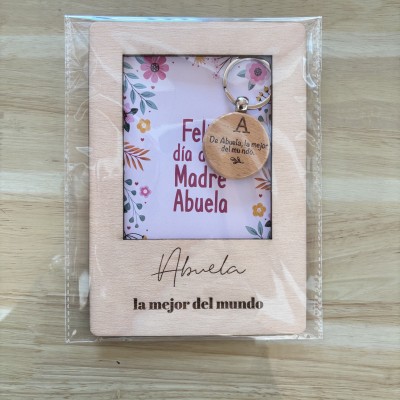 Feli
día d
Madre
Abuela
A
De Abuela, la mejor
del mundo.
Abuela
la mejor del mundo